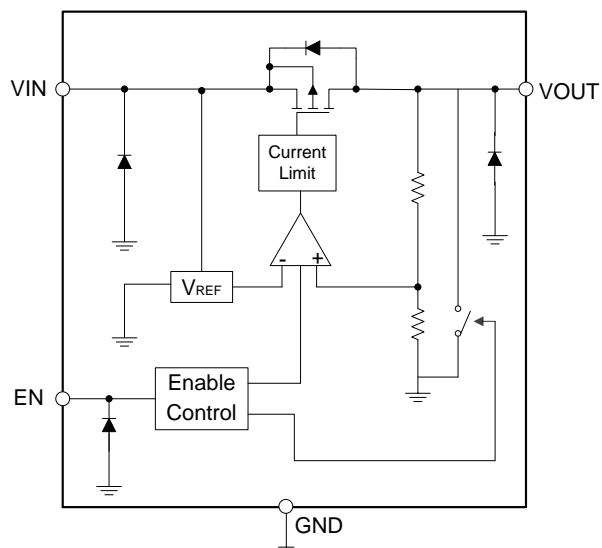 VIN
VOUT
Current
Limit
- +
VREF
EN
Enable
Control
GND